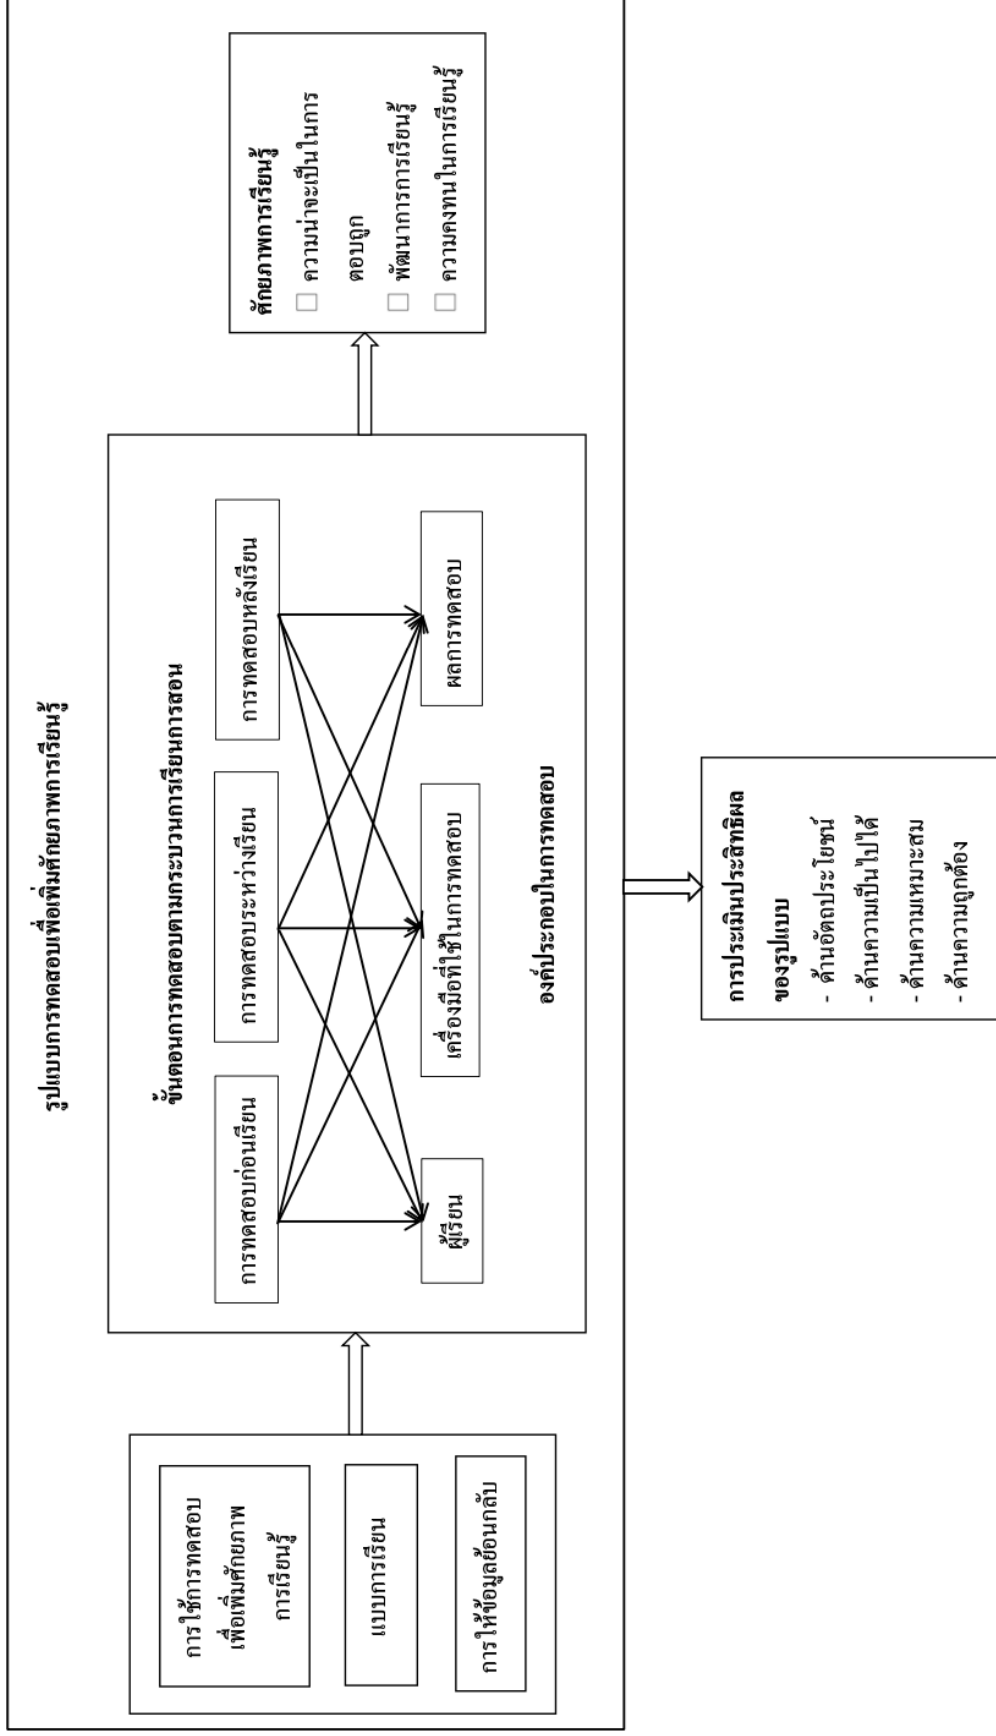 รูปแบบการทดสอบเพื่อเพิ่มศักยภาพการเรียนรู้
การใช้การทดสอบ
เพื่อเพิ่มศักยภาพ
การเรียนรู้
แบบการเรียน
การให้ข้อมูลย้อนกลับ
ขั้นตอนการทดสอบตามกระบวนการเรียนการสอน
การทดสอบก่อนเรียน
การทดสอบระหว่างเรียน
การทดสอบหลังเรียน
ผู้เรียน
เครื่องมือที่ใช้ในการทดสอบ
ผลการทดสอบ
องค์ประกอบในการทดสอบ
ศักยภาพการเรียนรู้
☐ ความน่าจะเป็นในการ
ตอบถูก
☐ พัฒนาการการเรียนรู้
☐ ความคงทนในการเรียนรู้
การประเมินประสิทธิผล
ของรูปแบบ
- ด้านอัตถประโยชน์
- ด้านความเป็นไปได้
- ด้านความเหมาะสม
- ด้านความถูกต้อง